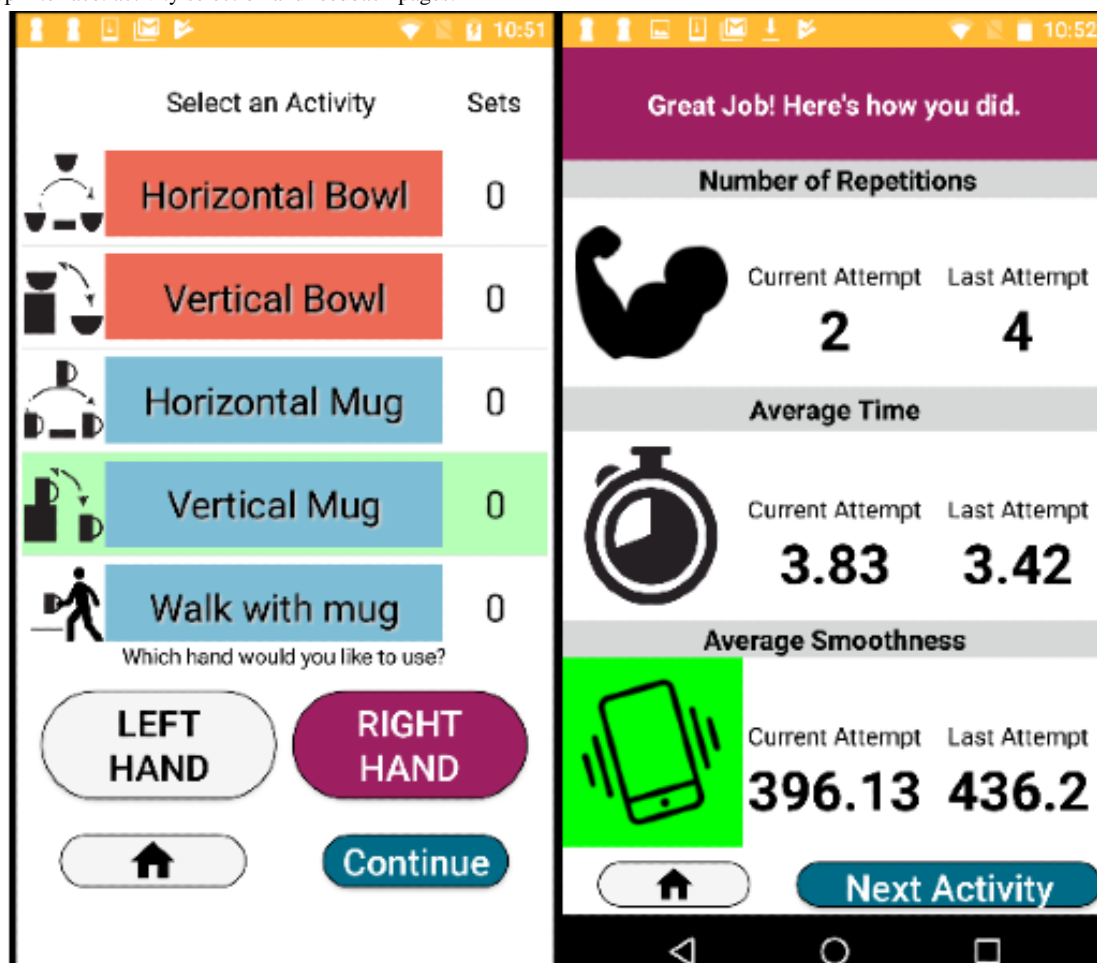 10:51
Select an Activity Sets
Horizontal Bowl 0
Vertical Bowl 0
Horizontal Mug 0
Vertical Mug 0
Walk with mug 0
Which hand would you like to use?
LEFT HAND
RIGHT HAND
Continue
10:52
Great Job! Here's how you did.
Number of Repetitions
Current Attempt Last Attempt
2 4
Average Time
Current Attempt Last Attempt
3.83 3.42
Average Smoothness
Current Attempt Last Attempt
396.13 436.2
Next Activity